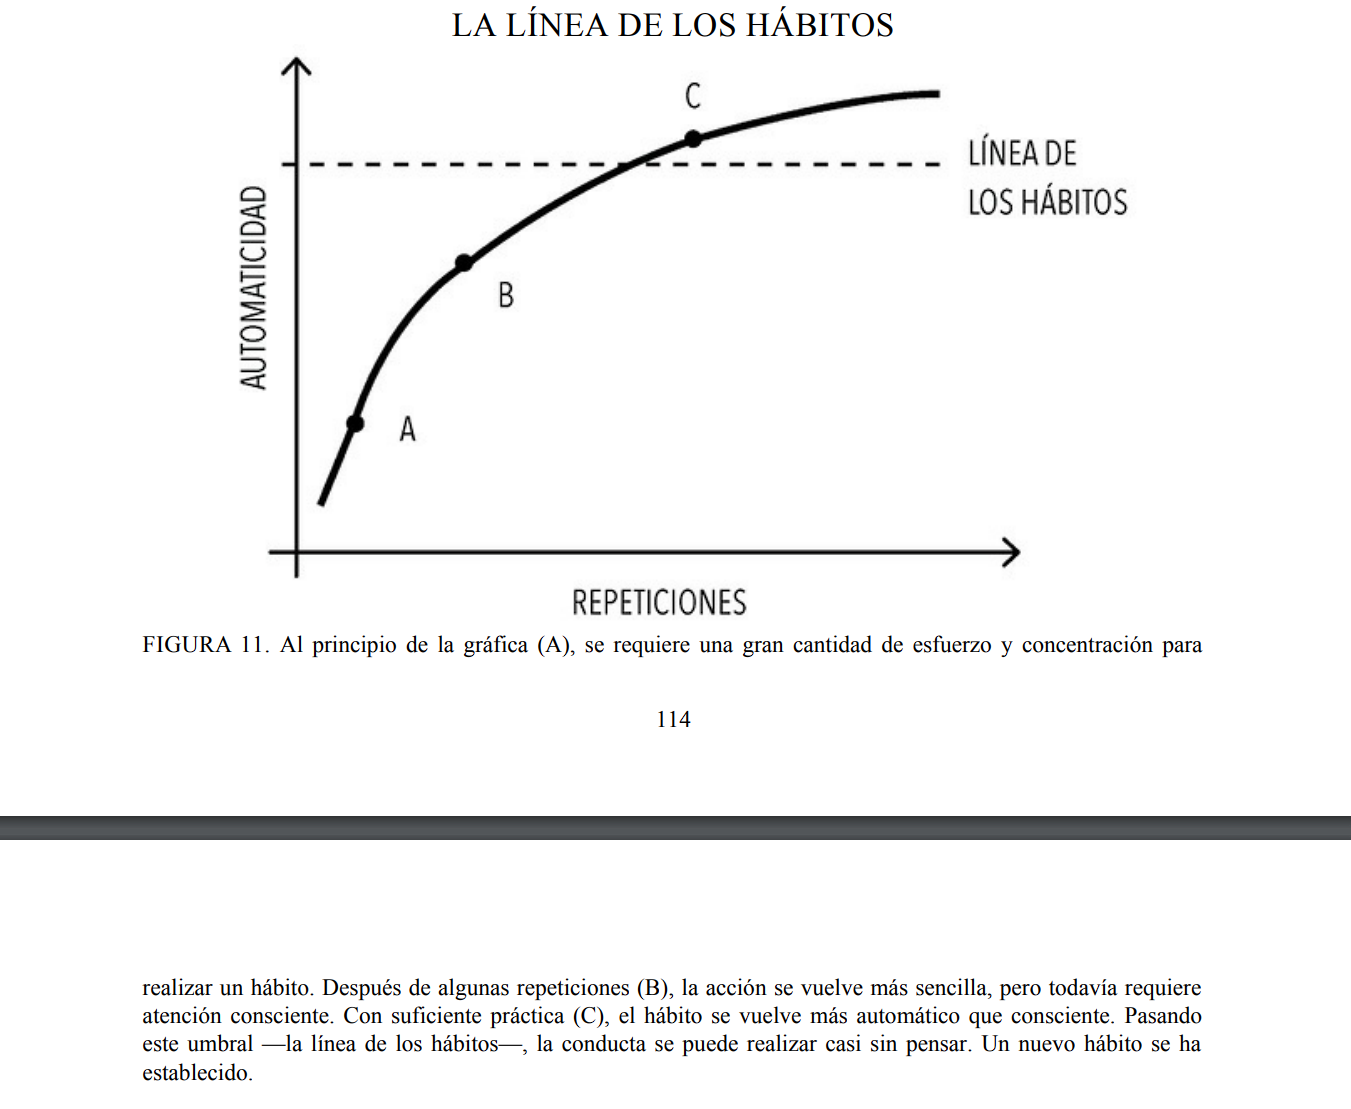 LA LÍNEA DE LOS HÁBITOS
C
LÍNEA DE
LOS HÁBITOS
AUTOMATICIDAD
B
A
REPETICIONES
FIGURA 11. Al principio de la gráfica (A), se requiere una gran cantidad de esfuerzo y concentración para
114
realizar un hábito. Después de algunas repeticiones (B), la acción se vuelve más sencilla, pero todavía requiere
atención consciente. Con suficiente práctica (C), el hábito se vuelve más automático que consciente. Pasando
este umbral —la línea de los hábitos—, la conducta se puede realizar casi sin pensar. Un nuevo hábito se ha
establecido.